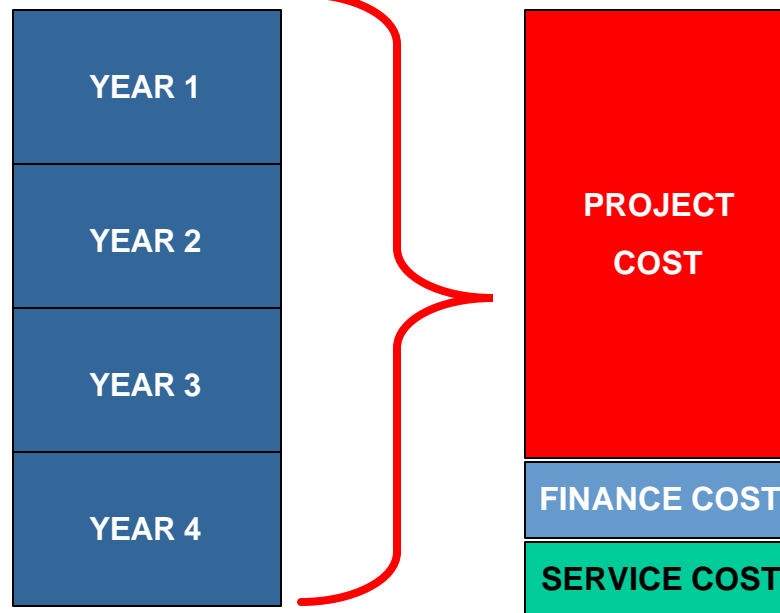 YEAR 1
YEAR 2
YEAR 3
YEAR 4
PROJECT
COST
FINANCE COST
SERVICE COST